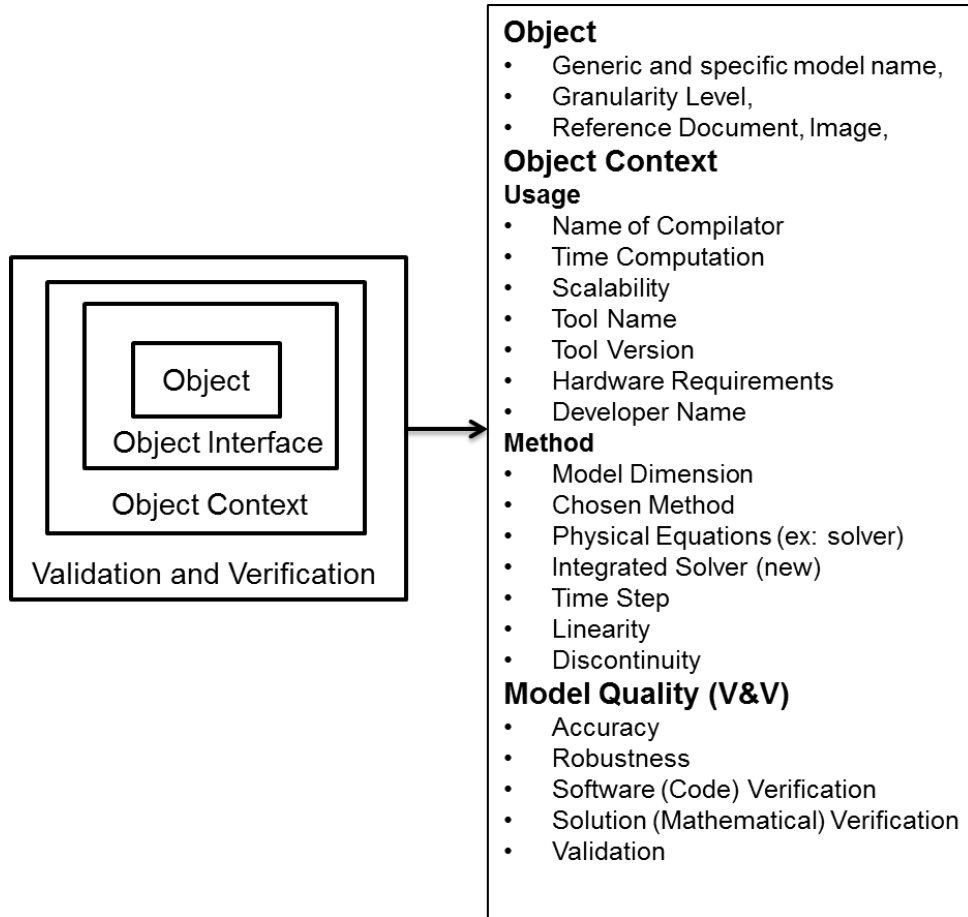 Object
Object Interface
Object Context
Validation and Verification
Object
• Generic and specific model name,
• Granularity Level,
• Reference Document, Image,
Object Context
Usage
• Name of Compilator
• Time Computation
• Scalability
• Tool Name
• Tool Version
• Hardware Requirements
• Developer Name
Method
• Model Dimension
• Chosen Method
• Physical Equations (ex: solver)
• Integrated Solver (new)
• Time Step
• Linearity
• Discontinuity
Model Quality (V&V)
• Accuracy
• Robustness
• Software (Code) Verification
• Solution (Mathematical) Verification
• Validation